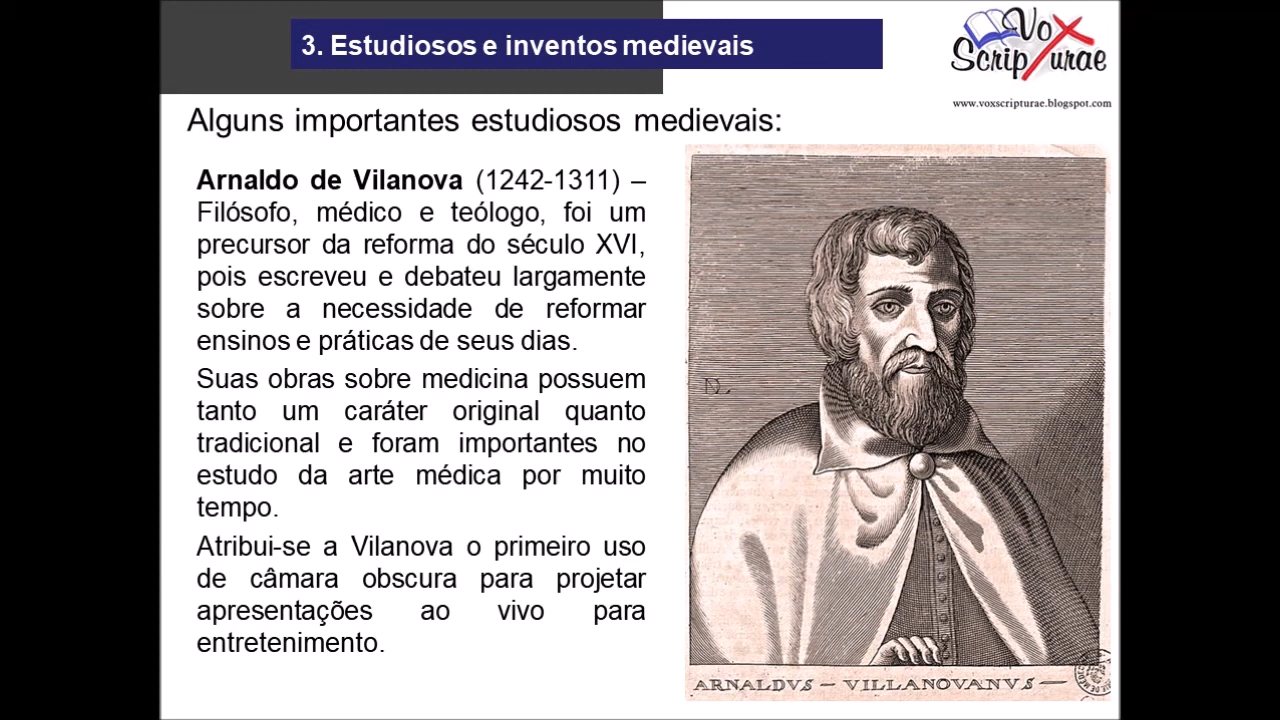 3. Estudiosos e inventos medievais
Vox
Scripturae
www.voxscripturae.blogspot.com
Alguns importantes estudiosos medievais:
Arnaldo de Vilanova (1242-1311) –
Filósofo, médico e teólogo, foi um
precursor da reforma do século XVI,
pois escreveu e debateu largamente
sobre a necessidade de reformar
ensinos e práticas de seus dias.
Suas obras sobre medicina possuem
tanto um caráter original quanto
tradicional e foram importantes no
estudo da arte médica por muito
tempo.
Atribui-se a Vilanova o primeiro uso
de câmara obscura para projetar
apresentações ao vivo para
entretenimento.
ARNALDVS – VILLANOVANVS —